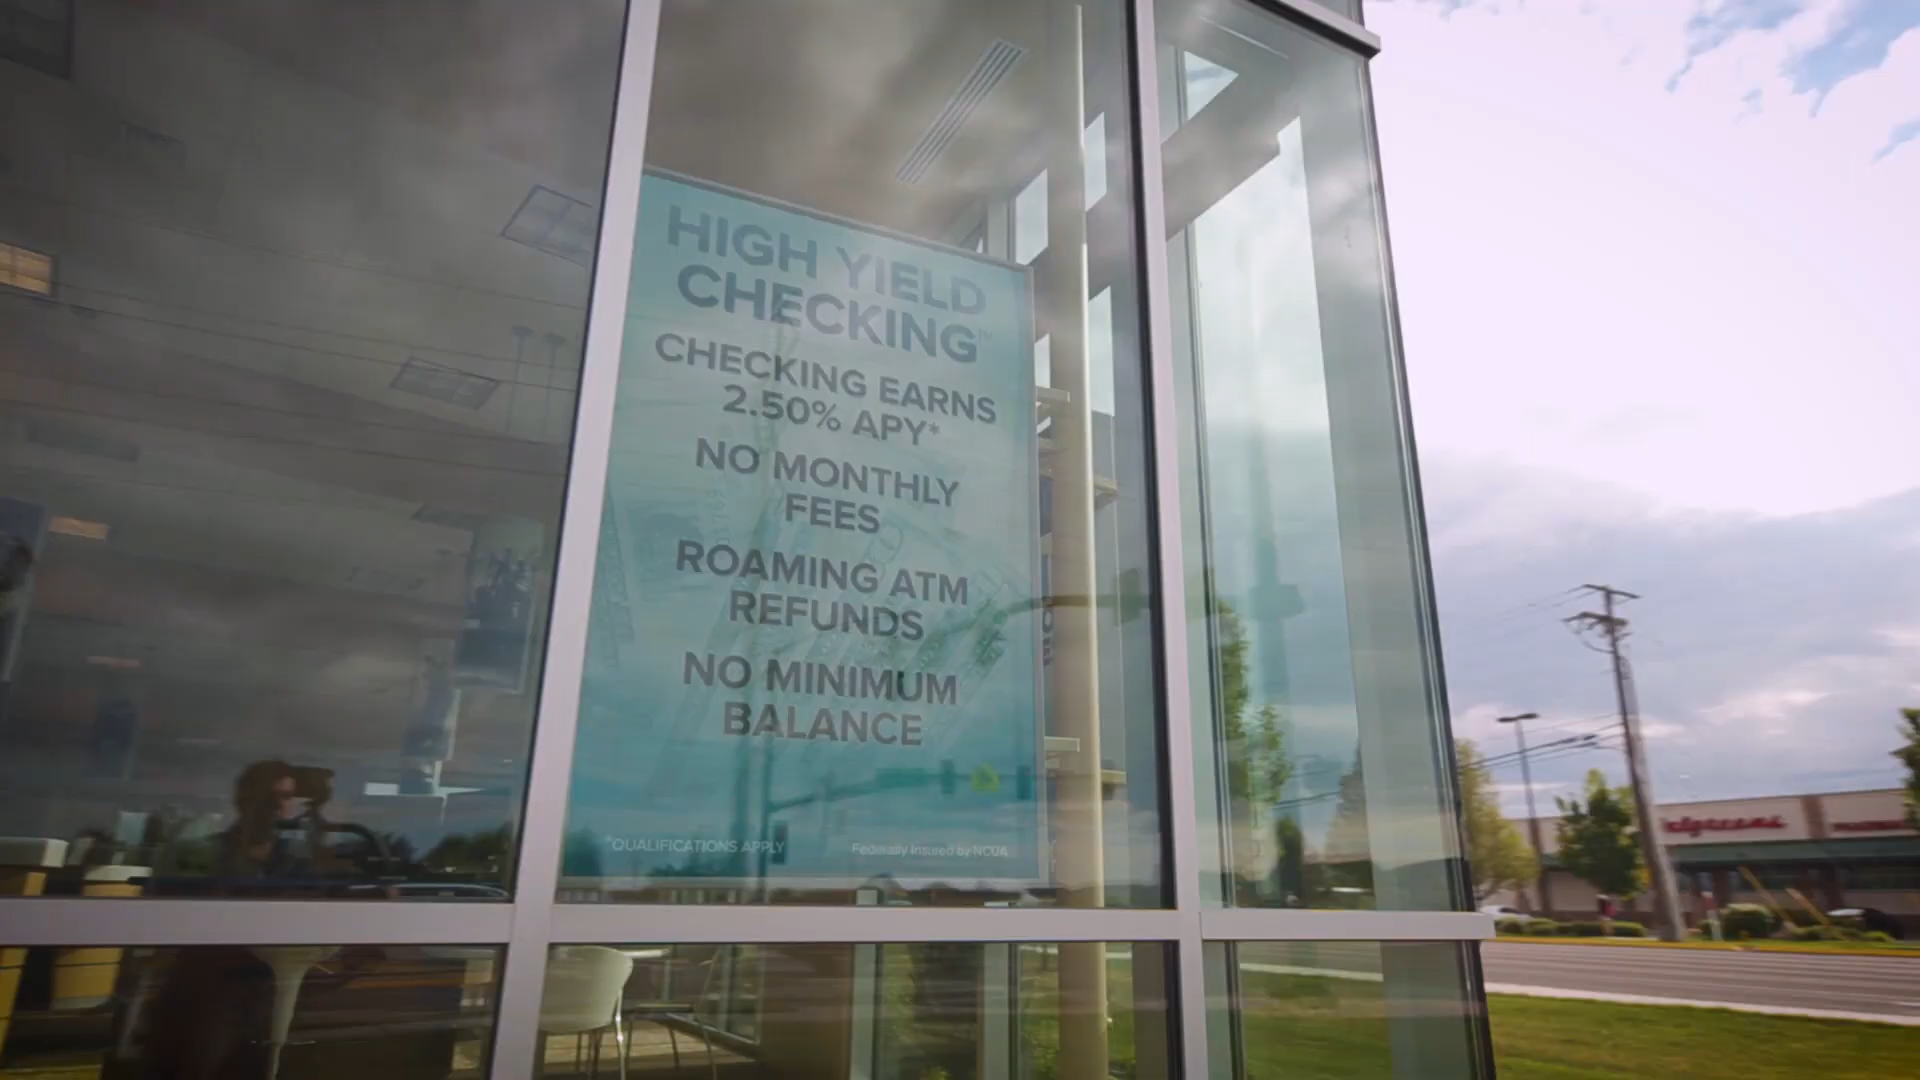 HIGH YIELD
CHECKING™
CHECKING EARNS
2.50% APY*
NO MONTHLY
FEES
ROAMING ATM
REFUNDS
NO MINIMUM
BALANCE
*QUALIFICATIONS APPLY
Federally Insured by NCUA
Walgreens